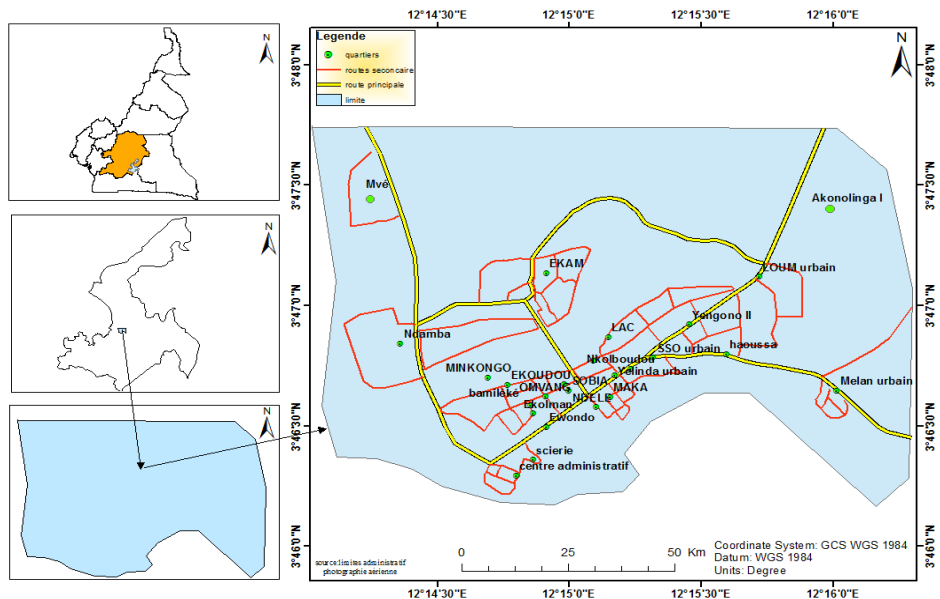 N
N
N
12°14'30"E 12°15'0"E 12°15'30"E 12°16'0"E
N
Legende
quartiers
routes seconcaire
route principale
limite
3°48'0"N 3°48'0"N
3°47'30"N 3°47'30"N
3°47'0"N 3°47'0"N
3°46'30"N 3°46'30"N
3°46'0"N 3°46'0"N
Mvé
Akonolinga I
EKAM
LOUM urbain
Yengono II
LAC
Ndamba
SSO urbain
haoussa
Nkolboudou
MINKONGO
EKOUDOU
SOBIA
Yelinda urbain
Melan urbain
bamiléké
OMVANG
NDELE
MAKA
Ekolman
Ewondo
scierie
centre administratif
source:limites administratif
photographie aérienne
0 25 50 Km
Coordinate System: GCS WGS 1984
Datum: WGS 1984
Units: Degree
12°14'30"E 12°15'0"E 12°15'30"E 12°16'0"E